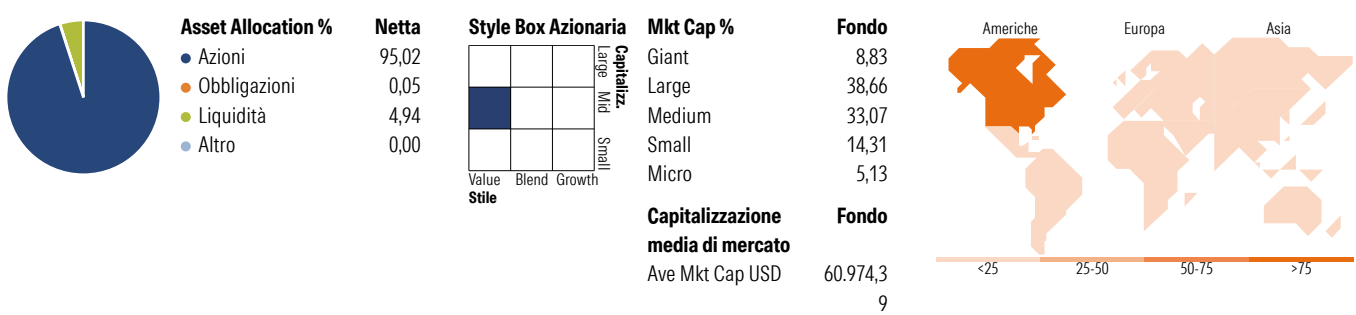 Asset Allocation % Netta
Azioni 95,02
Obbligazioni 0,05
Liquidità 4,94
Altro 0,00
Style Box Azionaria
Capitalizz.
Large
Mid
Small
Value Blend Growth
Stile
Mkt Cap % Fondo
Giant 8,83
Large 38,66
Medium 33,07
Small 14,31
Micro 5,13
Capitalizzazione Fondo
media di mercato
Ave Mkt Cap USD 60.974,3
9
Americhe Europa Asia
<25 25-50 50-75 >75